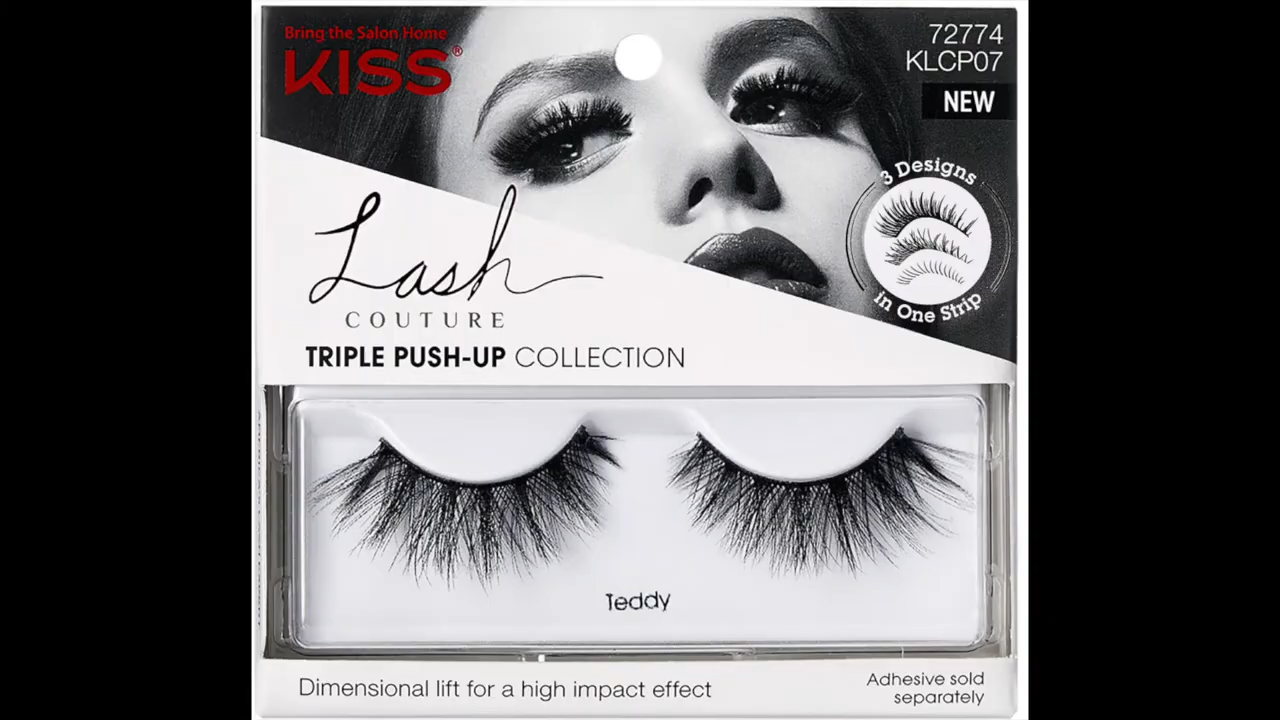 Bring the Salon Home
KISS®
72774
KLCP07
NEW
3 Designs
in One Strip
Lash
COUTURE
TRIPLE PUSH-UP COLLECTION
Teddy
Dimensional lift for a high impact effect
Adhesive sold
separately